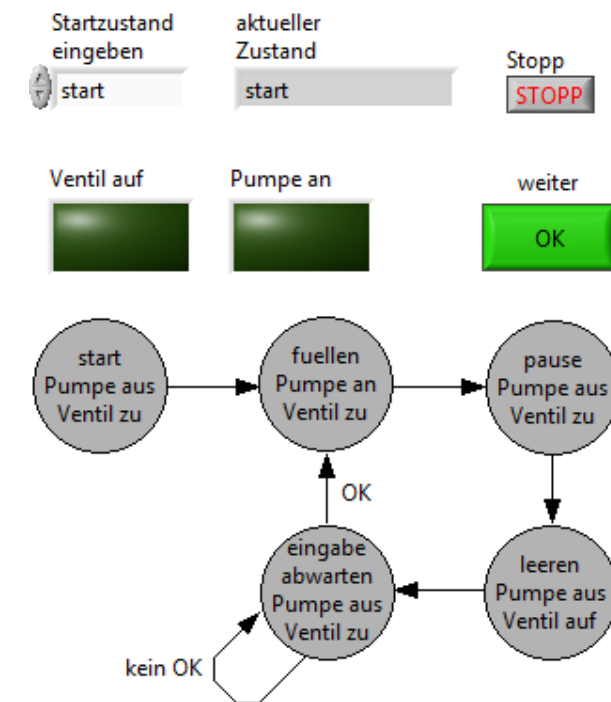 Startzustand
eingeben
aktueller
Zustand
Stopp
start
start
STOPP
Ventil auf
Pumpe an
weiter
OK
start
Pumpe aus
Ventil zu
fuellen
Pumpe an
Ventil zu
pause
Pumpe aus
Ventil zu
OK
eingabe
abwarten
Pumpe aus
Ventil zu
leeren
Pumpe aus
Ventil auf
kein OK